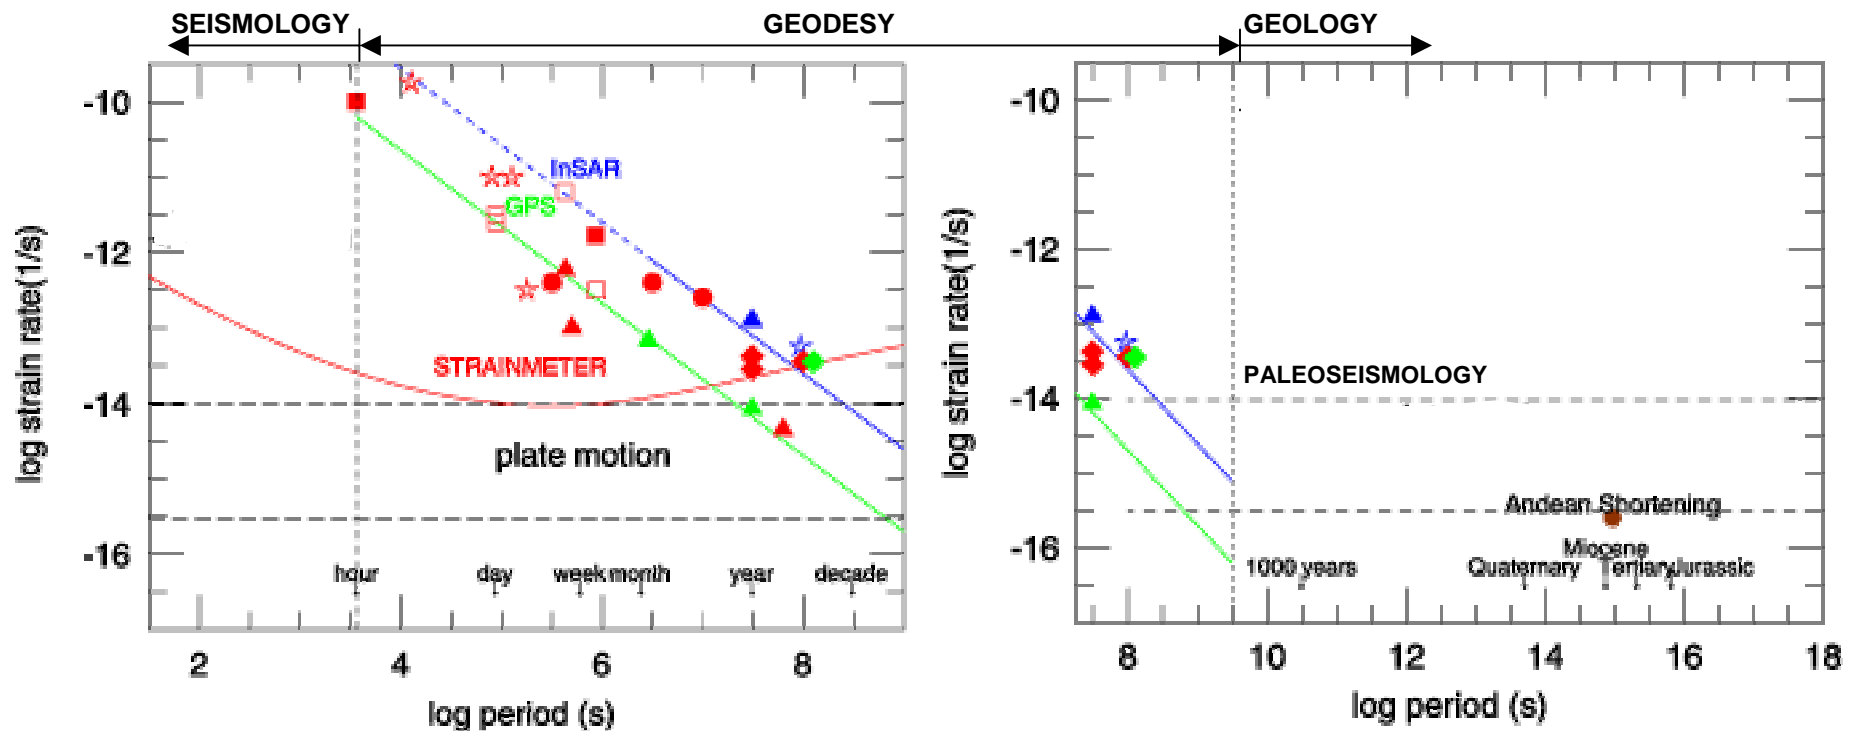 SEISMOLOGY GEODESY GEOLOGY
-10
-12
-14
-16
log strain rate(1/s)
InSAR
GPS
STRAINMETER
plate motion
hour day week month year decade
2 4 6 8
log period (s)
-10
-12
-14
-16
log strain rate(1/s)
PALEOSEISMOLOGY
Andean Shortening
Miocene
1000 years Quaternary Tertiary Jurassic
8 10 12 14 16 18
log period (s)